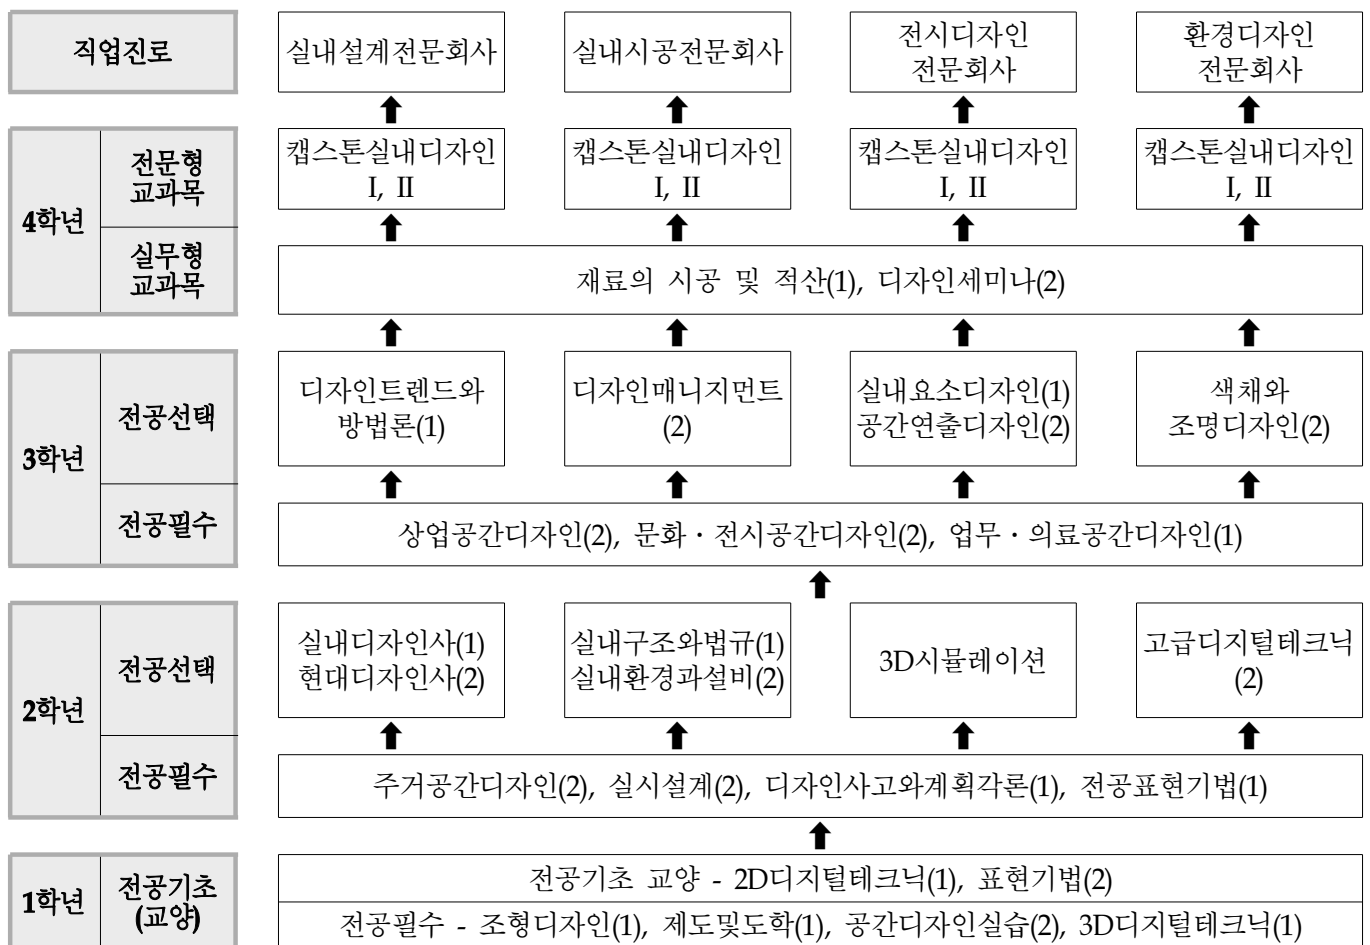 직업진로
실내설계전문회사
실내시공전문회사
전시디자인
전문회사
환경디자인
전문회사
4학년
전문형
교과목
캡스톤실내디자인
I, II
캡스톤실내디자인
I, II
캡스톤실내디자인
I, II
캡스톤실내디자인
I, II
실무형
교과목
재료의 시공 및 적산(1), 디자인세미나(2)
3학년
전공선택
디자인트렌드와
방법론(1)
디자인매니지먼트
(2)
실내요소디자인(1)
공간연출디자인(2)
색채와
조명디자인(2)
전공필수
상업공간디자인(2), 문화·전시공간디자인(2), 업무·의료공간디자인(1)
2학년
전공선택
실내디자인사(1)
현대디자인사(2)
실내구조와법규(1)
실내환경과설비(2)
3D시뮬레이션
고급디지털테크닉
(2)
전공필수
주거공간디자인(2), 실시설계(2), 디자인사고와계획각론(1), 전공표현기법(1)
1학년
전공기초
(교양)
전공기초 교양 - 2D디지털테크닉(1), 표현기법(2)
전공필수 - 조형디자인(1), 제도및도학(1), 공간디자인실습(2), 3D디지털테크닉(1)